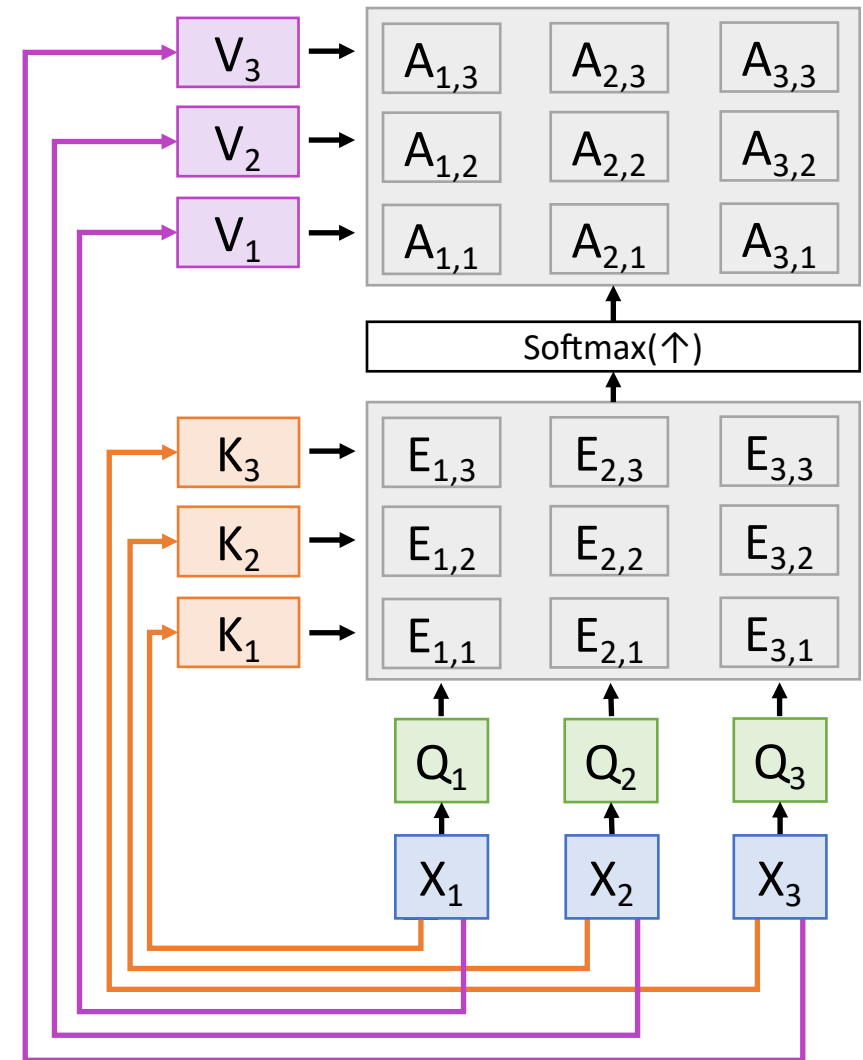 V₃ A₁,₃ A₂,₃ A₃,₃
V₂ A₁,₂ A₂,₂ A₃,₂
V₁ A₁,₁ A₂,₁ A₃,₁
Softmax(↑)
K₃ E₁,₃ E₂,₃ E₃,₃
K₂ E₁,₂ E₂,₂ E₃,₂
K₁ E₁,₁ E₂,₁ E₃,₁
Q₁ Q₂ Q₃
X₁ X₂ X₃